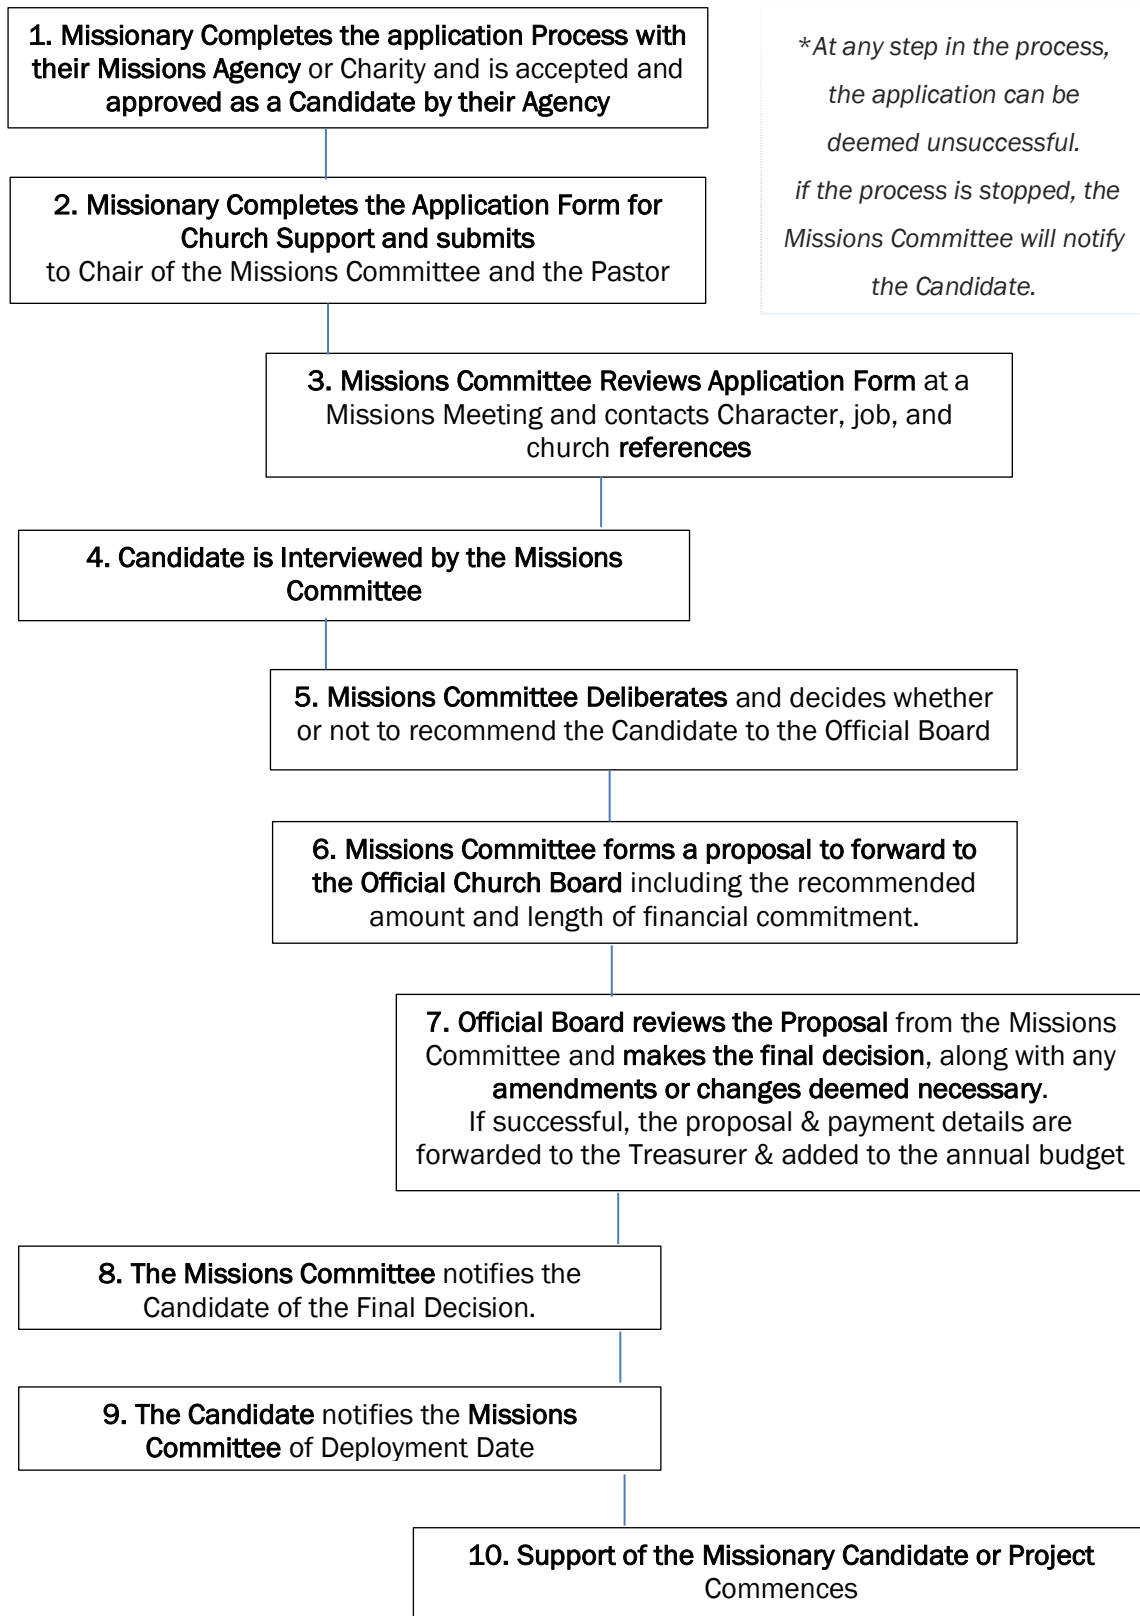 1. Missionary Completes the application Process with
their Missions Agency or Charity and is accepted and
approved as a Candidate by their Agency
*At any step in the process,
the application can be
deemed unsuccessful.
if the process is stopped, the
Missions Committee will notify
the Candidate.
2. Missionary Completes the Application Form for
Church Support and submits
to Chair of the Missions Committee and the Pastor
3. Missions Committee Reviews Application Form at a
Missions Meeting and contacts Character, job, and
church references
4. Candidate is Interviewed by the Missions
Committee
5. Missions Committee Deliberates and decides whether
or not to recommend the Candidate to the Official Board
6. Missions Committee forms a proposal to forward to
the Official Church Board including the recommended
amount and length of financial commitment.
7. Official Board reviews the Proposal from the Missions
Committee and makes the final decision, along with any
amendments or changes deemed necessary.
If successful, the proposal & payment details are
forwarded to the Treasurer & added to the annual budget
8. The Missions Committee notifies the
Candidate of the Final Decision.
9. The Candidate notifies the Missions
Committee of Deployment Date
10. Support of the Missionary Candidate or Project
Commences